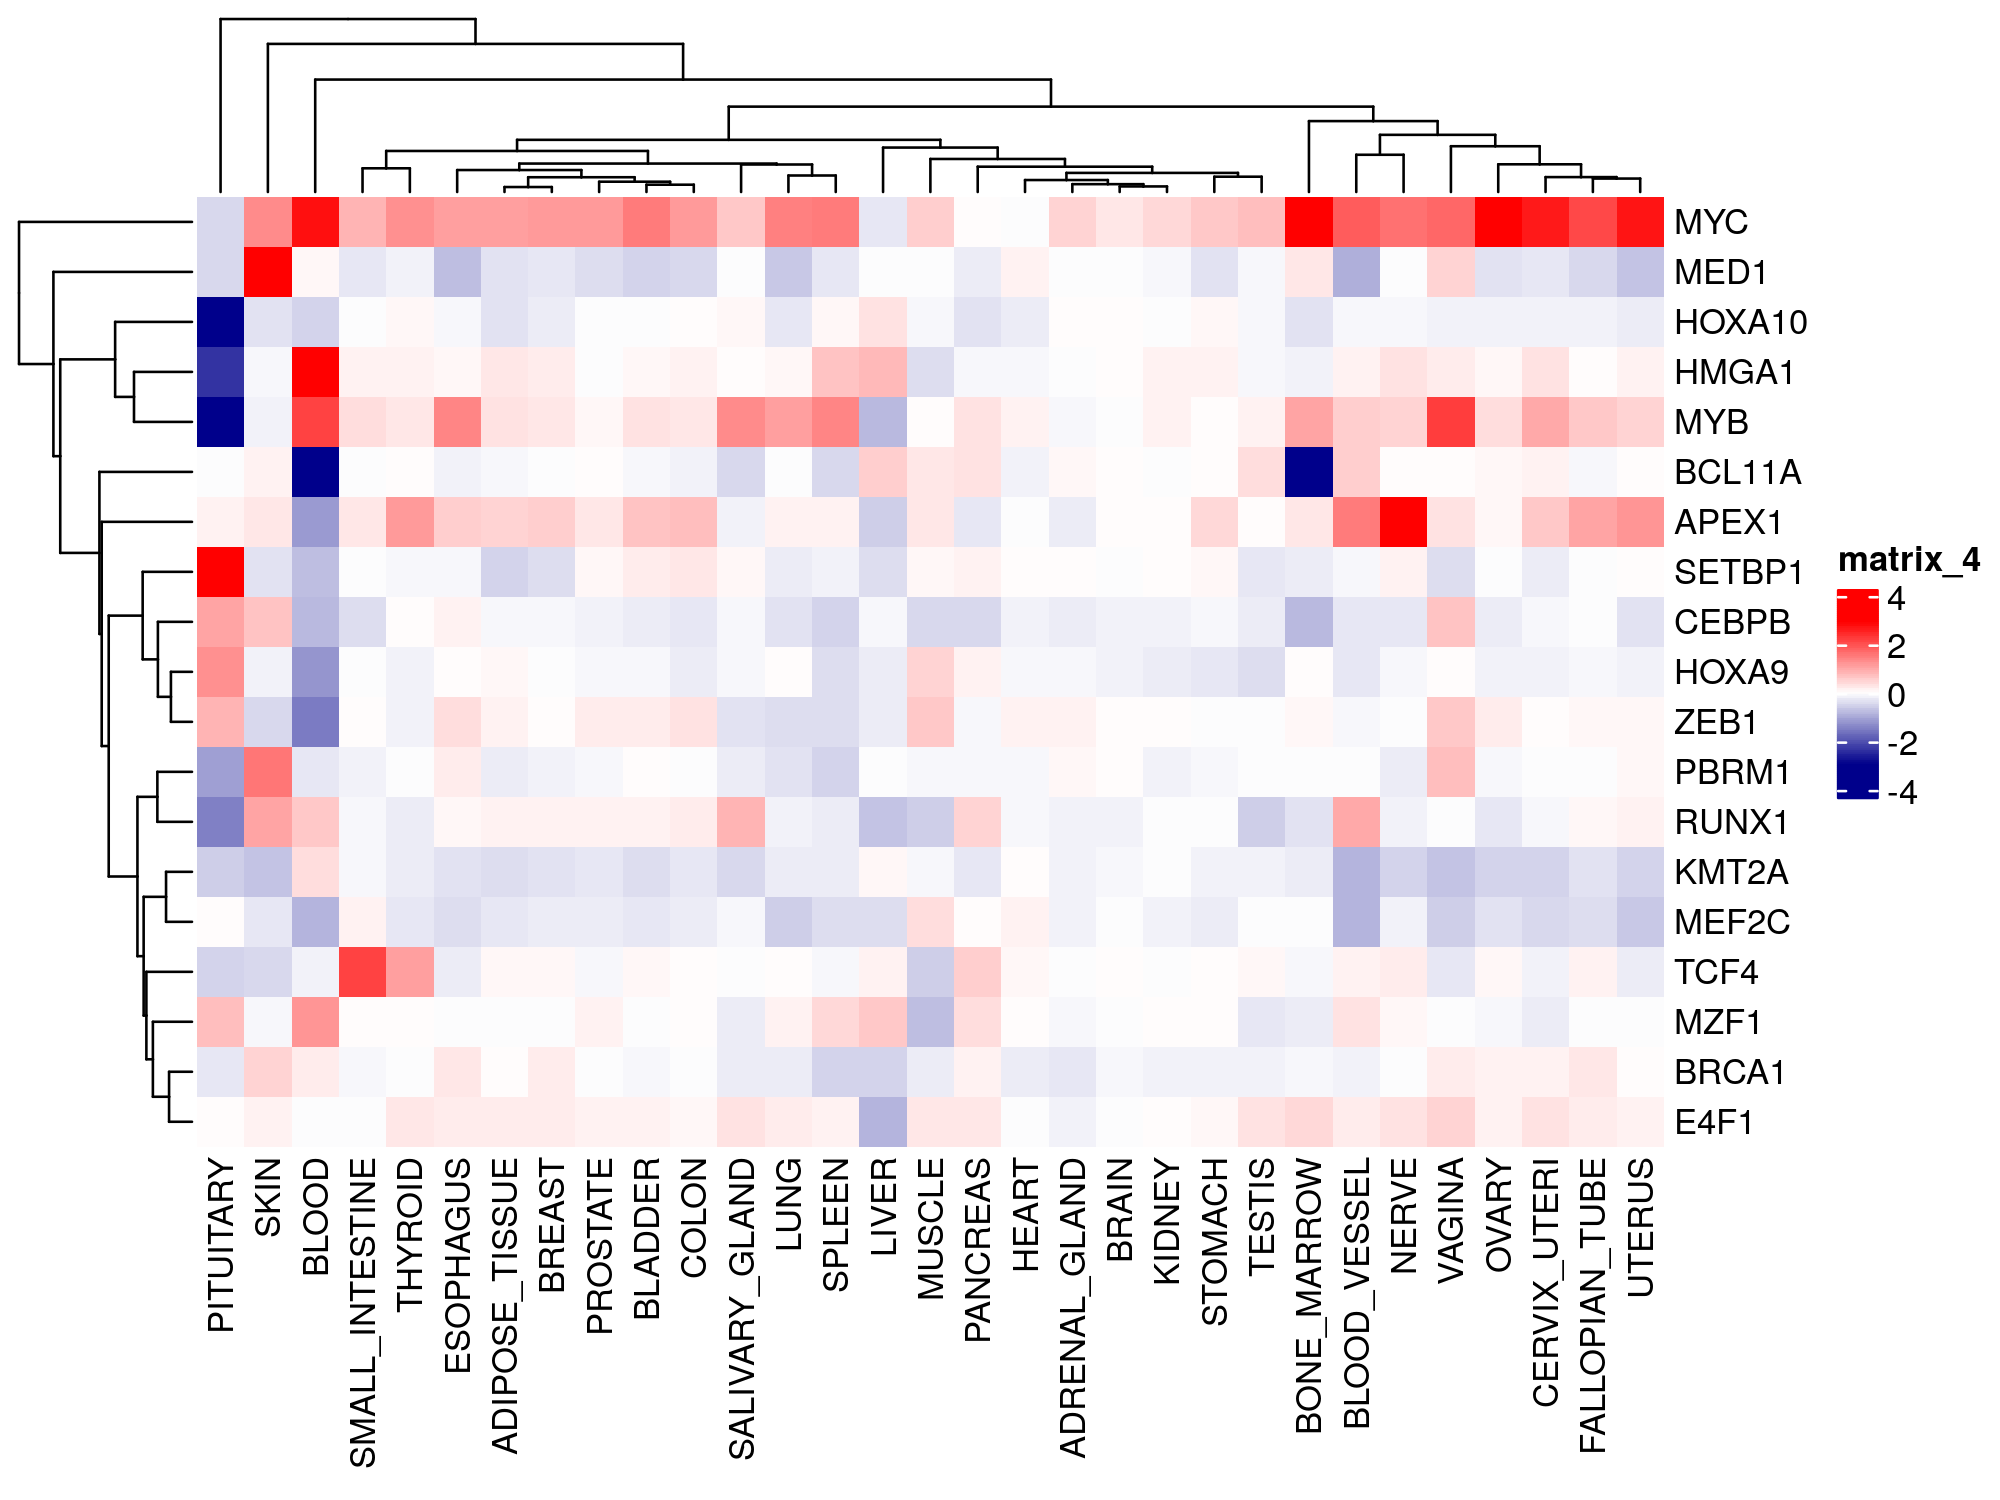 MYC
MED1
HOXA10
HMGA1
MYB
BCL11A
APEX1
SETBP1
CEBPB
HOXA9
ZEB1
PBRM1
RUNX1
KMT2A
MEF2C
TCF4
MZF1
BRCA1
E4F1
matrix_4
4
2
0
-2
-4
PITUITARY
SKIN
BLOOD
SMALL_INTESTINE
THYROID
ESOPHAGUS
ADIPOSE_TISSUE
BREAST
PROSTATE
BLADDER
COLON
SALIVARY_GLAND
LUNG
SPLEEN
LIVER
MUSCLE
PANCREAS
HEART
ADRENAL_GLAND
BRAIN
KIDNEY
STOMACH
TESTIS
BONE_MARROW
BLOOD_VESSEL
NERVE
VAGINA
OVARY
CERVIX_UTERI
FALLOPIAN_TUBE
UTERUS